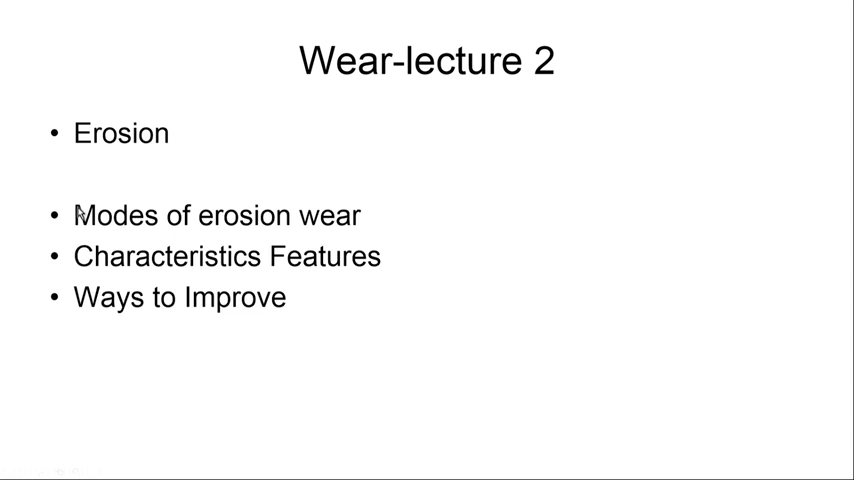 Wear-lecture 2
• Erosion
• Modes of erosion wear
• Characteristics Features
• Ways to Improve